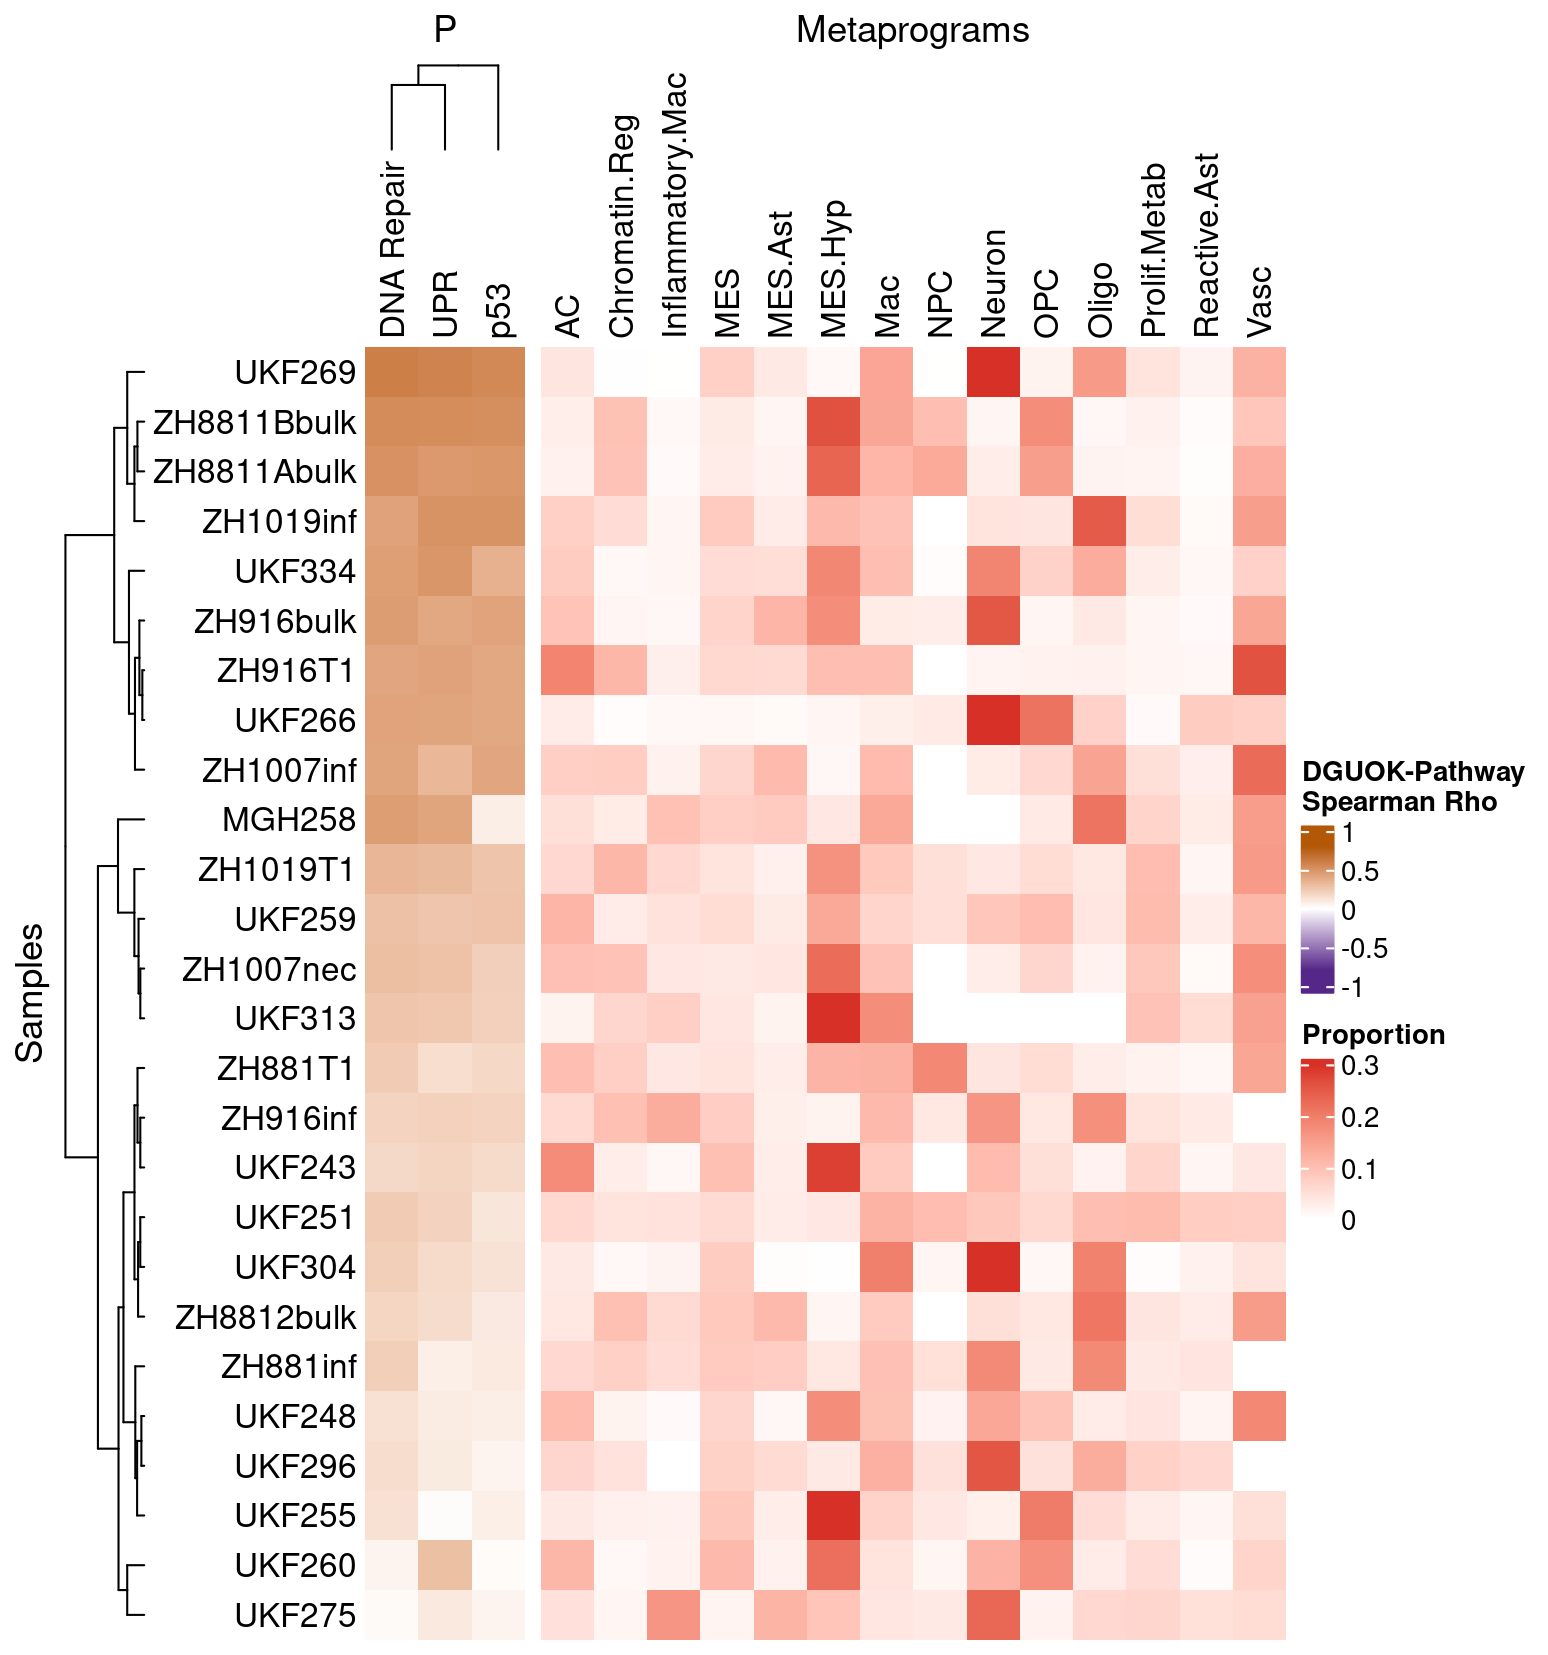 P
Metaprograms
DNA Repair
UPR
p53
AC
Chromatin.Reg
Inflammatory.Mac
MES
MES.Ast
MES.Hyp
Mac
NPC
Neuron
OPC
Oligo
Prolif.Metab
Reactive.Ast
Vasc
Samples
UKF269
ZH8811Bbulk
ZH8811Abulk
ZH1019inf
UKF334
ZH916bulk
ZH916T1
UKF266
ZH1007inf
MGH258
ZH1019T1
UKF259
ZH1007nec
UKF313
ZH881T1
ZH916inf
UKF243
UKF251
UKF304
ZH8812bulk
ZH881inf
UKF248
UKF296
UKF255
UKF260
UKF275
DGUOK-Pathway
Spearman Rho
1
0.5
0
-0.5
-1
Proportion
0.3
0.2
0.1
0